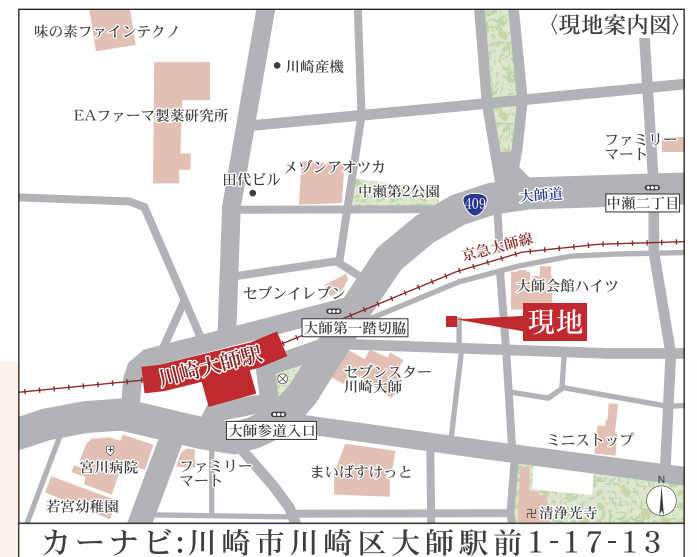 〈現地案内図〉
味の素ファインテクノ
川崎産機
EAファーマ製薬研究所
ファミリー
マート
メゾンアオツカ
田代ビル
中瀬第2公園
大師道
409
中瀬二丁目
京急大師線
セブンイレブン
大師会館ハイツ
大師第一踏切脇
現地
川崎大師駅
セブンスター
川崎大師
大師参道入口
ミニストップ
宮川病院
ファミリー
マート
まいばすけっと
若宮幼稚園
卍清浄光寺
N
カーナビ:川崎市川崎区大師駅前1-17-13